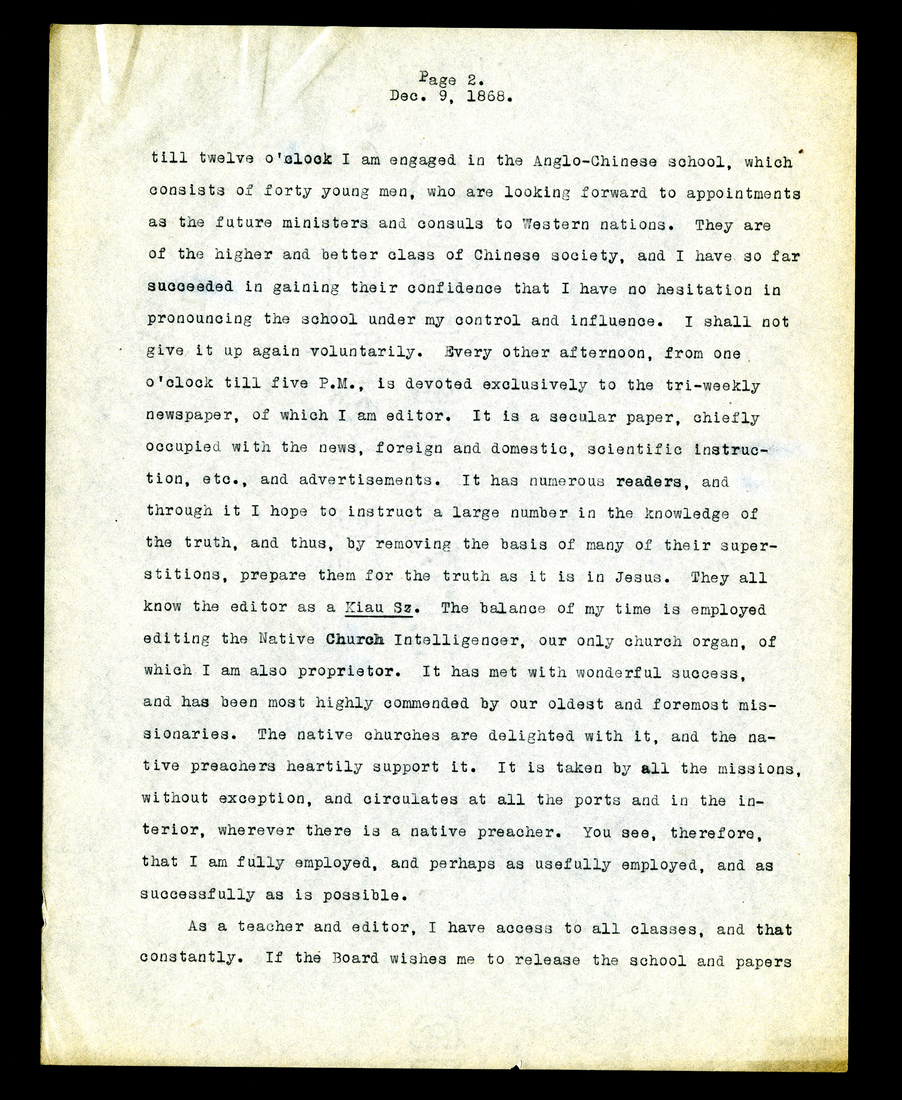 Page 2.
Dec. 9, 1868.
till twelve o'clock I am engaged in the Anglo-Chinese school, which
consists of forty young men, who are looking forward to appointments
as the future ministers and consuls to Western nations. They are
of the higher and better class of Chinese society, and I have so far
succeeded in gaining their confidence that I have no hesitation in
pronouncing the school under my control and influence. I shall not
give it up again voluntarily. Every other afternoon, from one
o'clock till five P.M., is devoted exclusively to the tri-weekly
newspaper, of which I am editor. It is a secular paper, chiefly
occupied with the news, foreign and domestic, scientific instruc-
tion, etc., and advertisements. It has numerous readers, and
through it I hope to instruct a large number in the knowledge of
the truth, and thus, by removing the basis of many of their super-
stitions, prepare them for the truth as it is in Jesus. They all
know the editor as a Kiau Sz. The balance of my time is employed
editing the Native Church Intelligencer, our only church organ, of
which I am also proprietor. It has met with wonderful success,
and has been most highly commended by our oldest and foremost mis-
sionaries. The native churches are delighted with it, and the na-
tive preachers heartily support it. It is taken by all the missions,
without exception, and circulates at all the ports and in the in-
terior, wherever there is a native preacher. You see, therefore,
that I am fully employed, and perhaps as usefully employed, and as
successfully as is possible.
As a teacher and editor, I have access to all classes, and that
constantly. If the Board wishes me to release the school and papers